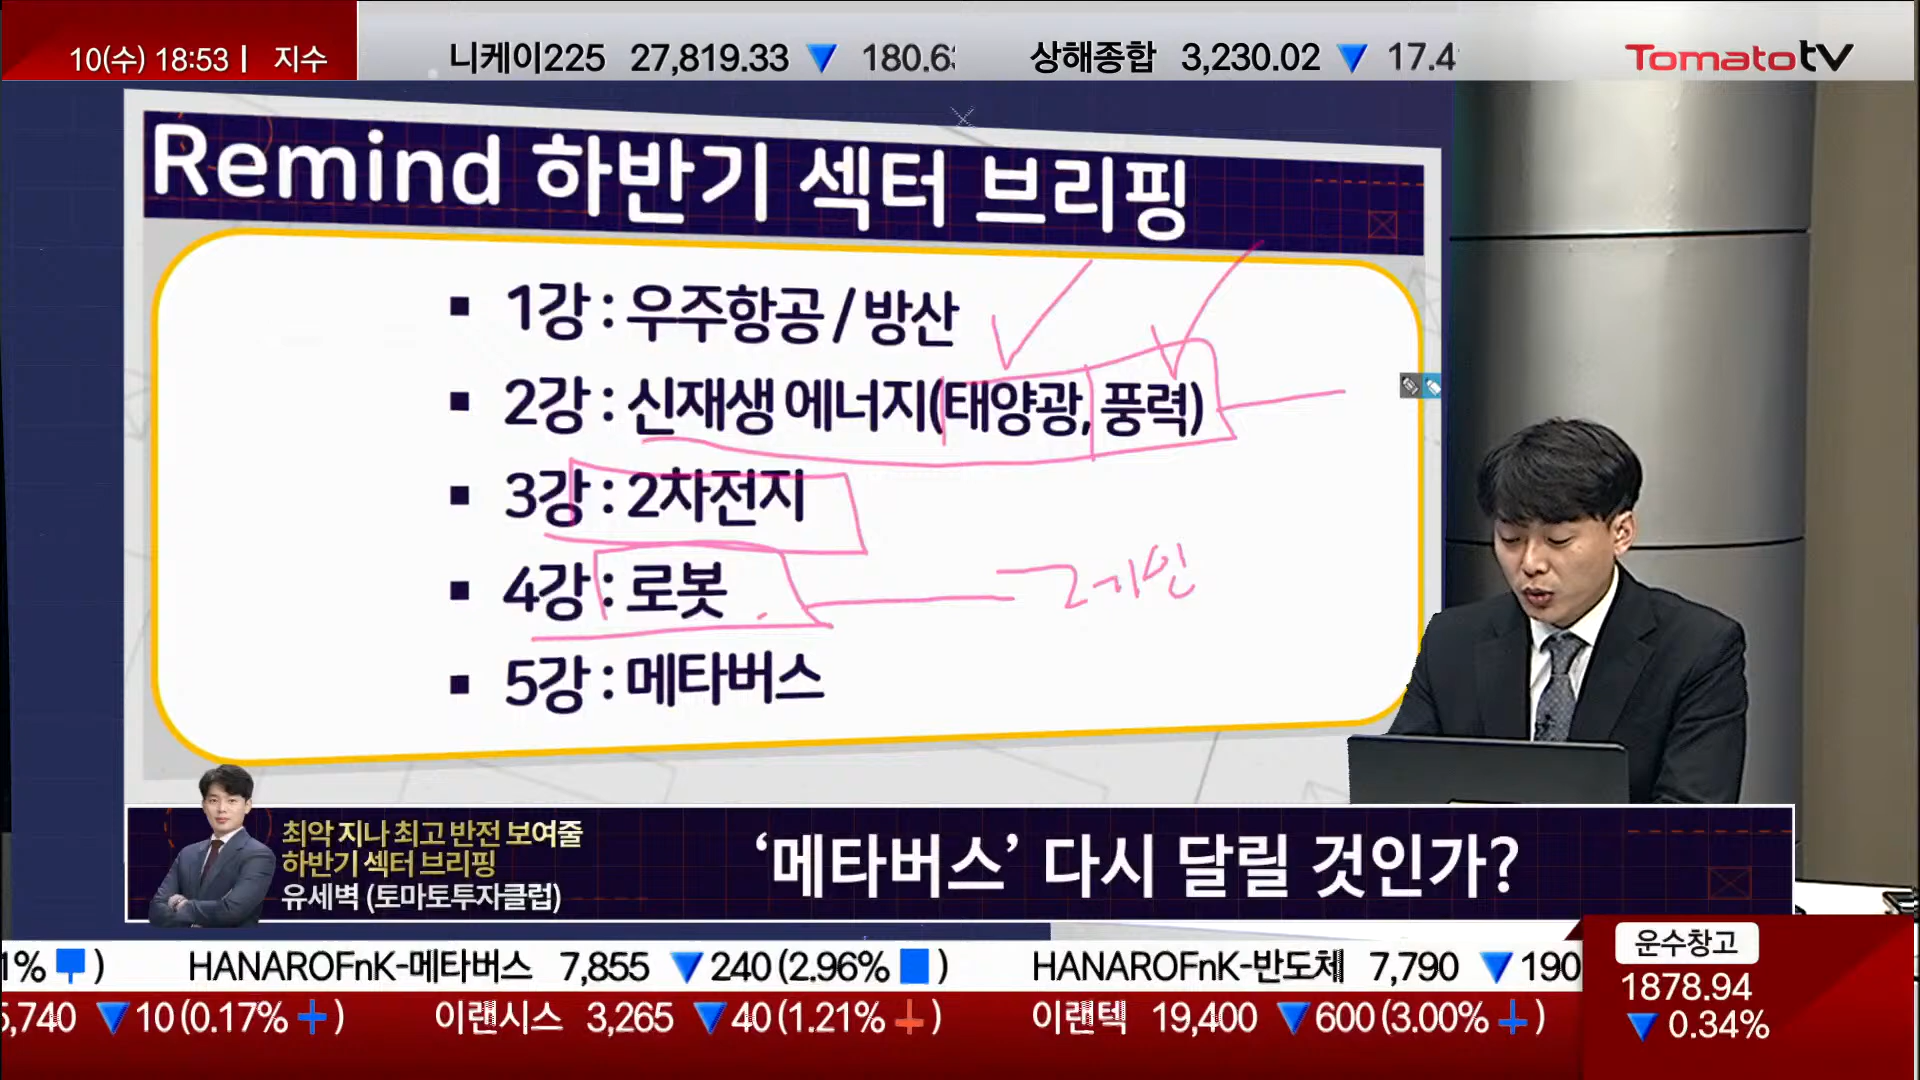 10(수) 18:53 | 지수
니케이225 27,819.33 ▼ 180.6
상해종합 3,230.02 ▼ 17.4
Tomato tv
Remind 하반기 섹터 브리핑
▪ 1강 : 우주항공 / 방산
▪ 2강 : 신재생 에너지(태양광, 풍력)
▪ 3강 : 2차전지
▪ 4강 : 로봇
▪ 5강 : 메타버스
최악 지나 최고 반전 보여줄
하반기 섹터 브리핑
유세벽 (토마토투자클럽)
‘메타버스’ 다시 달릴 것인가?
1% ) HANAROFnK-메타버스 7,855 ▼240 (2.96% ) HANAROFnK-반도체 7,790 ▼190
5,740 ▼10 (0.17% +) 이랜시스 3,265 ▼40 (1.21% +) 이랜텍 19,400 ▼600 (3.00% +)
운수창고
1878.94
▼ 0.34%